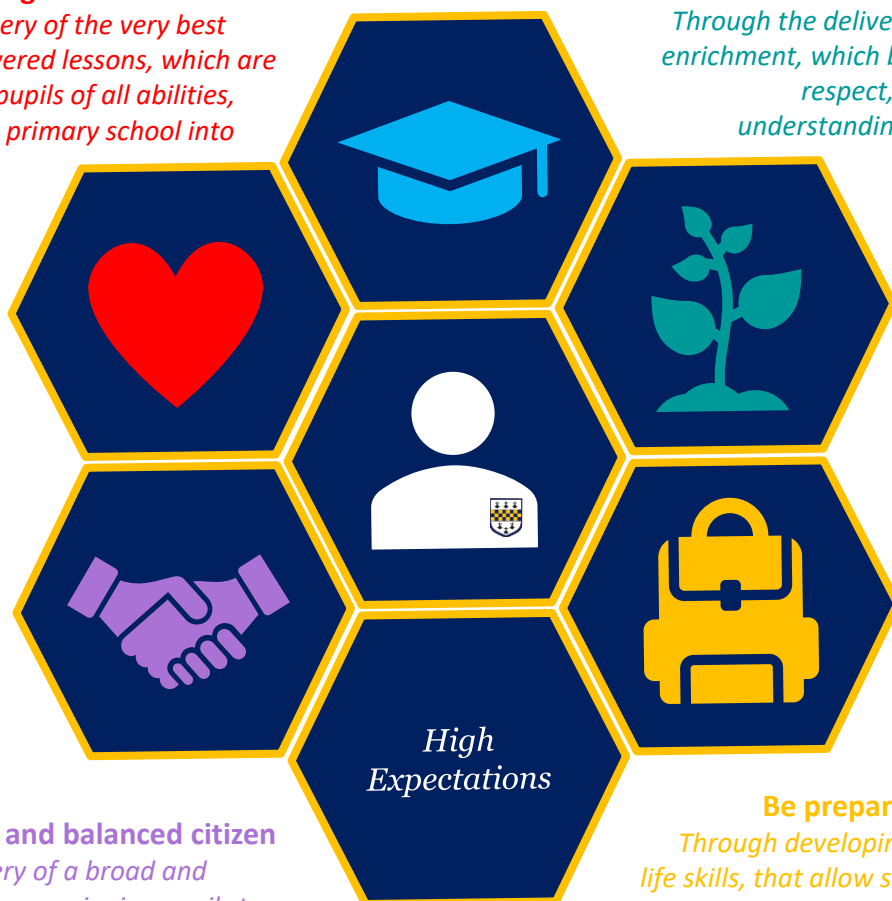 ery of the very best
vered lessons, which are
pupils of all abilities,
primary school into
Through the delive
enrichment, which b
respect,
understandin
High
Expectations
and balanced citizen
ery of a broad and
Be prepar
Through developin
life skills, that allow s